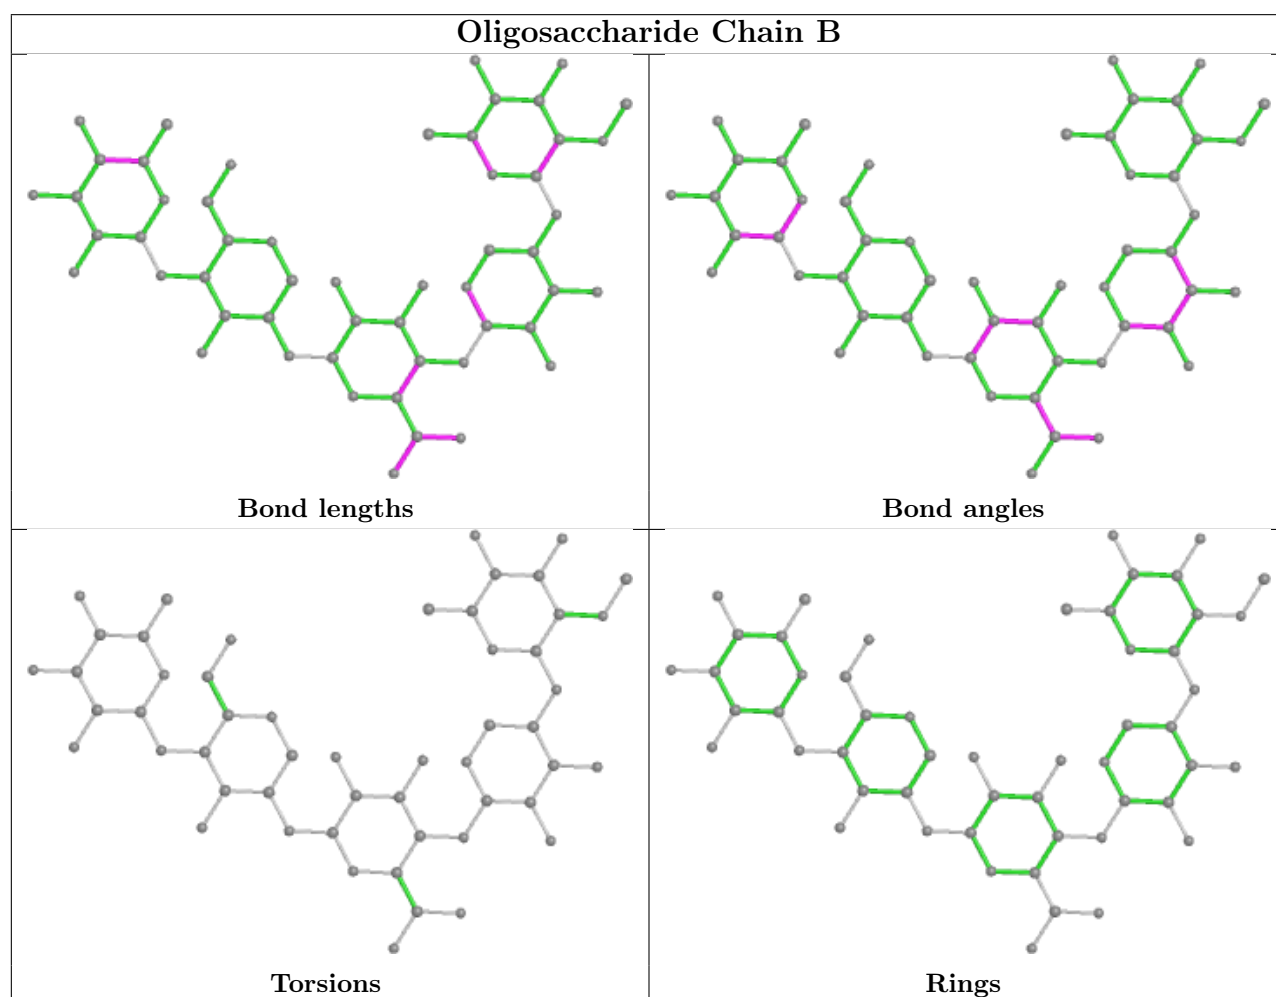 Oligosaccharide Chain B
Bond lengths
Bond angles
Torsions
Rings